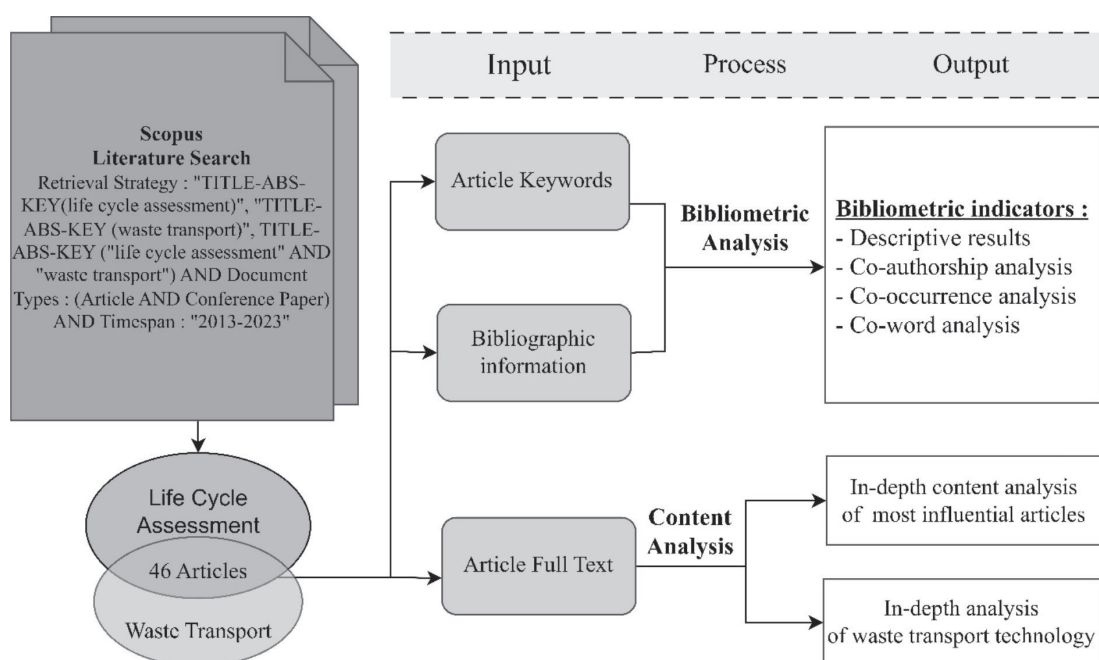 Scopus
Literature Search
Retrieval Strategy : "TITLE-ABS-
KEY(life cycle assessment)", "TITLE-
ABS-KEY (waste transport)", TITLE-
ABS-KEY ("life cycle assessment" AND
"waste transport") AND Document
Types : (Article AND Conference Paper)
AND Timespan : "2013-2023"
Life Cycle
Assessment
46 Articles
Waste Transport
Input
Process
Output
Article Keywords
Bibliographic
information
Bibliometric
Analysis
Bibliometric indicators :
- Descriptive results
- Co-authorship analysis
- Co-occurrence analysis
- Co-word analysis
Article Full Text
Content
Analysis
In-depth content analysis
of most influential articles
In-depth analysis
of waste transport technology